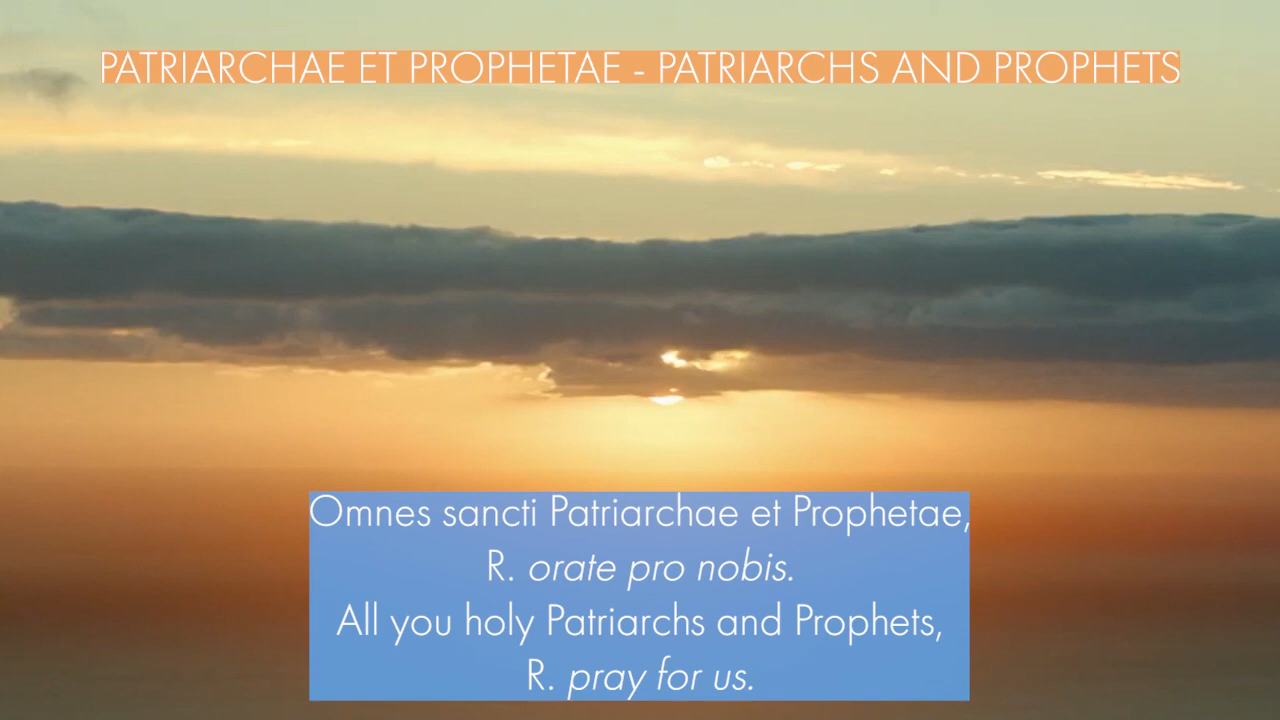 PATRIARCHAE ET PROPHETAE - PATRIARCHS AND PROPHETS
Omnes sancti Patriarchae et Prophetae,
R. orate pro nobis.
All you holy Patriarchs and Prophets,
R. pray for us.